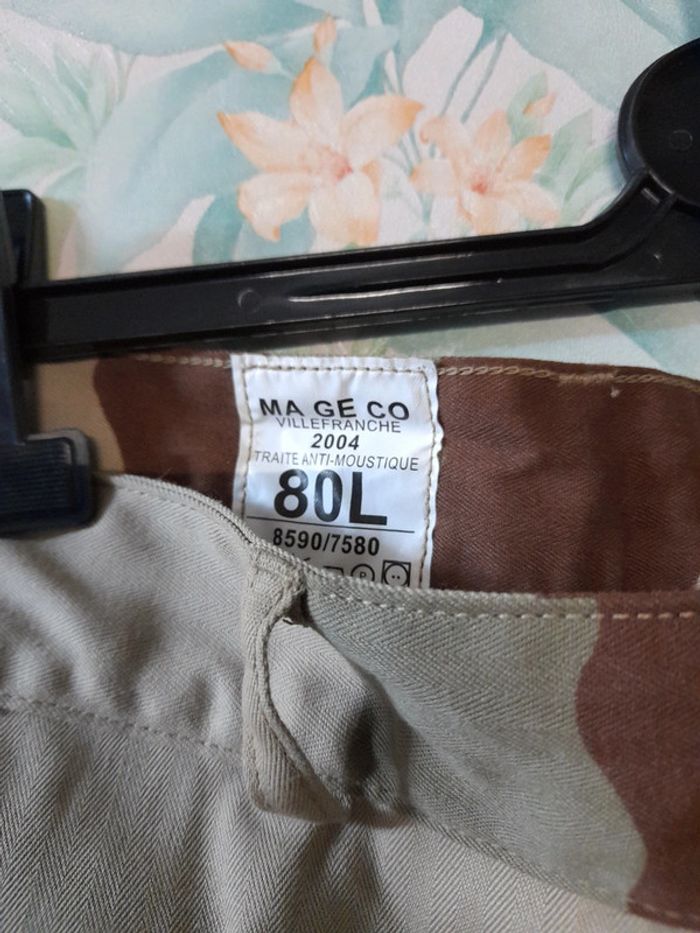 MA GE CO
VILLEFRANCHE
2004
TRAITE ANTI-MOUSTIQUE
80L
8590/7580
P